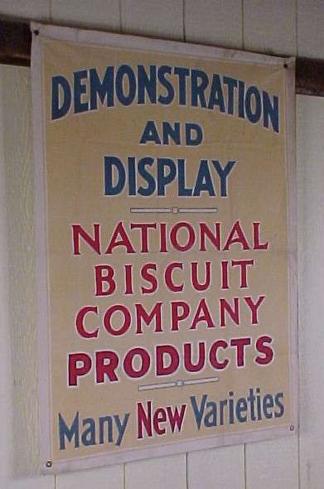 DEMONSTRATION
AND
DISPLAY
NATIONAL
BISCUIT
COMPANY
PRODUCTS
Many New Varieties